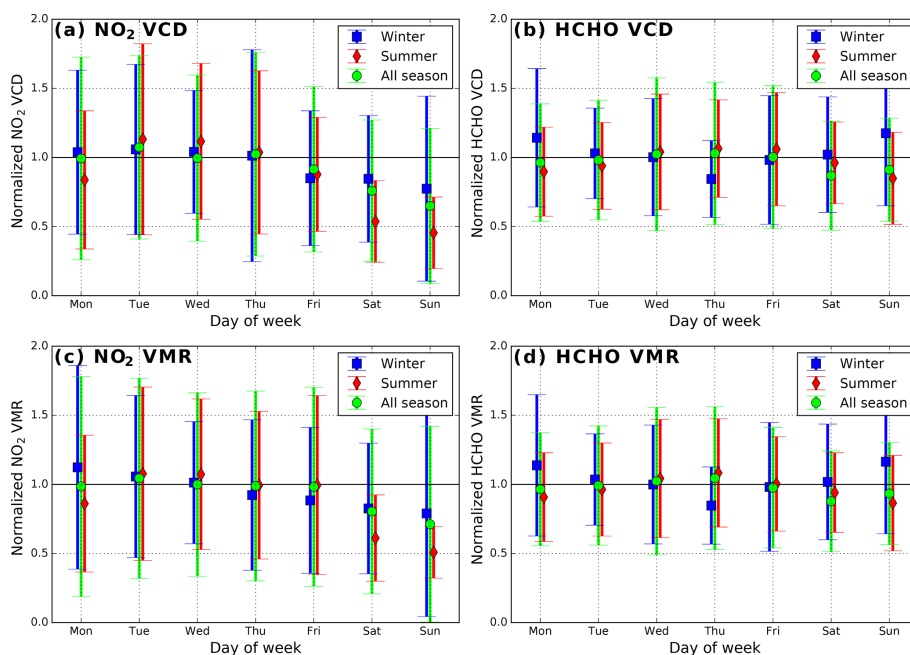 (a) NO₂ VCD
Winter
Summer
All season
2.0
1.5
1.0
0.5
0.0
Normalized NO₂ VCD
Mon Tue Wed Thu Fri Sat Sun
Day of week
(b) HCHO VCD
Winter
Summer
All season
2.0
1.5
1.0
0.5
0.0
Normalized HCHO VCD
Mon Tue Wed Thu Fri Sat Sun
Day of week
(c) NO₂ VMR
Winter
Summer
All season
2.0
1.5
1.0
0.5
0.0
Normalized NO₂ VMR
Mon Tue Wed Thu Fri Sat Sun
Day of week
(d) HCHO VMR
Winter
Summer
All season
2.0
1.5
1.0
0.5
0.0
Normalized HCHO VMR
Mon Tue Wed Thu Fri Sat Sun
Day of week